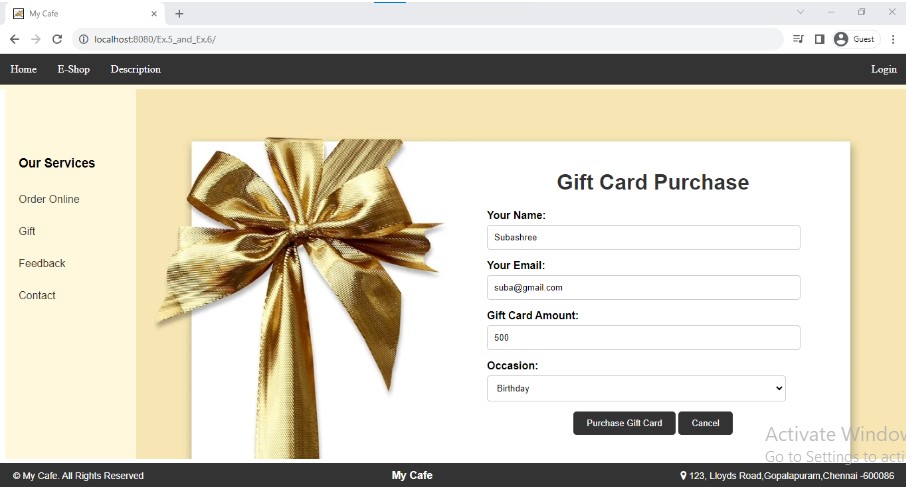 My Cafe
localhost:8080/Ex.5_and_Ex.6/
Guest
Home E-Shop Description Login
Our Services
Order Online
Gift
Feedback
Contact
Gift Card Purchase
Your Name:
Subashree
Your Email:
suba@gmail.com
Gift Card Amount:
500
Occasion:
Birthday
Purchase Gift Card Cancel
Activate Window
Go to Settings to acti
© My Cafe. All Rights Reserved My Cafe 123, Lloyds Road,Gopalapuram,Chennai -600086